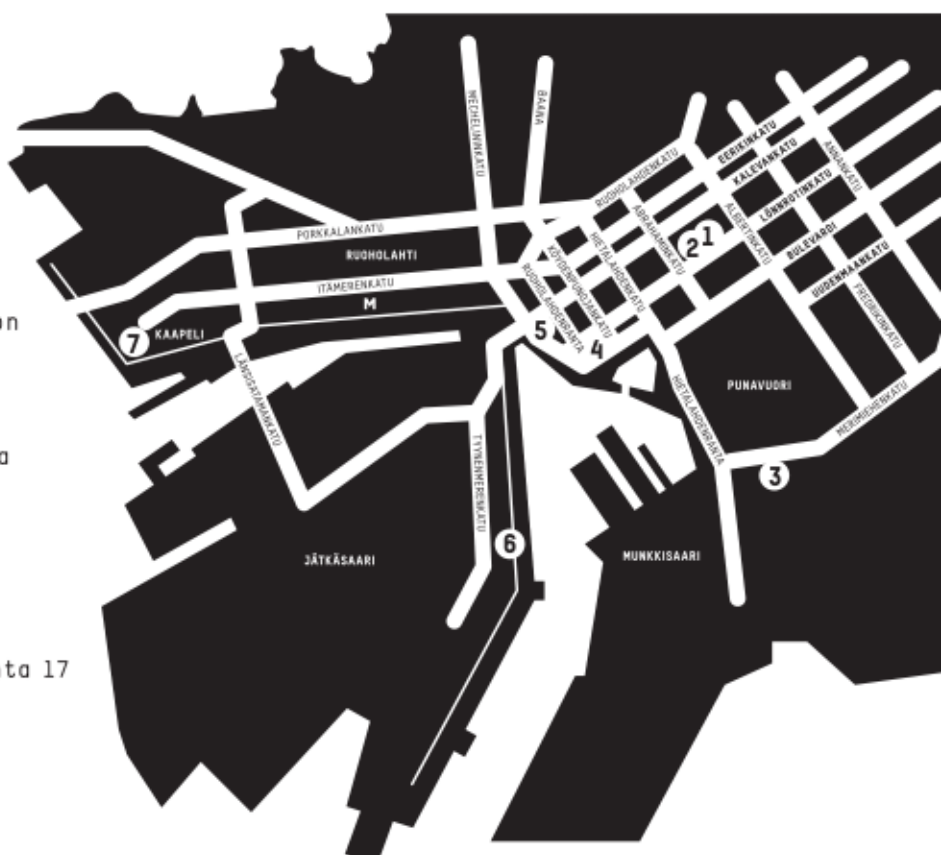 MECHELININKATU
BAANA
RUOHOLAHDENKATU
EERIKINKATU
KALEVANKATU
LÖNNROTINKATU
BULEVARDI
UUDENMAANKATU
ANNANKATU
ABRAHAMINKATU
ALBERTINKATU
HIETALAHDENKATU
KÖYDENPUNOJANKATU
RUOHOLAHDENRANTA
FREDRIKINKATU
2
1
PORKKALANKATU
RUOHOLAHTI
ITÄMERENKATU
M
on
7
KAAPELI
5
4
LÄNSISATAMANKATU
HIETALAHDENRANTA
PUNAVUORI
MERIMIEHENKATU
a
TYYNENMERENKATU
3
6
JÄTKÄSAARI
MUNKKISAARI
ta 17